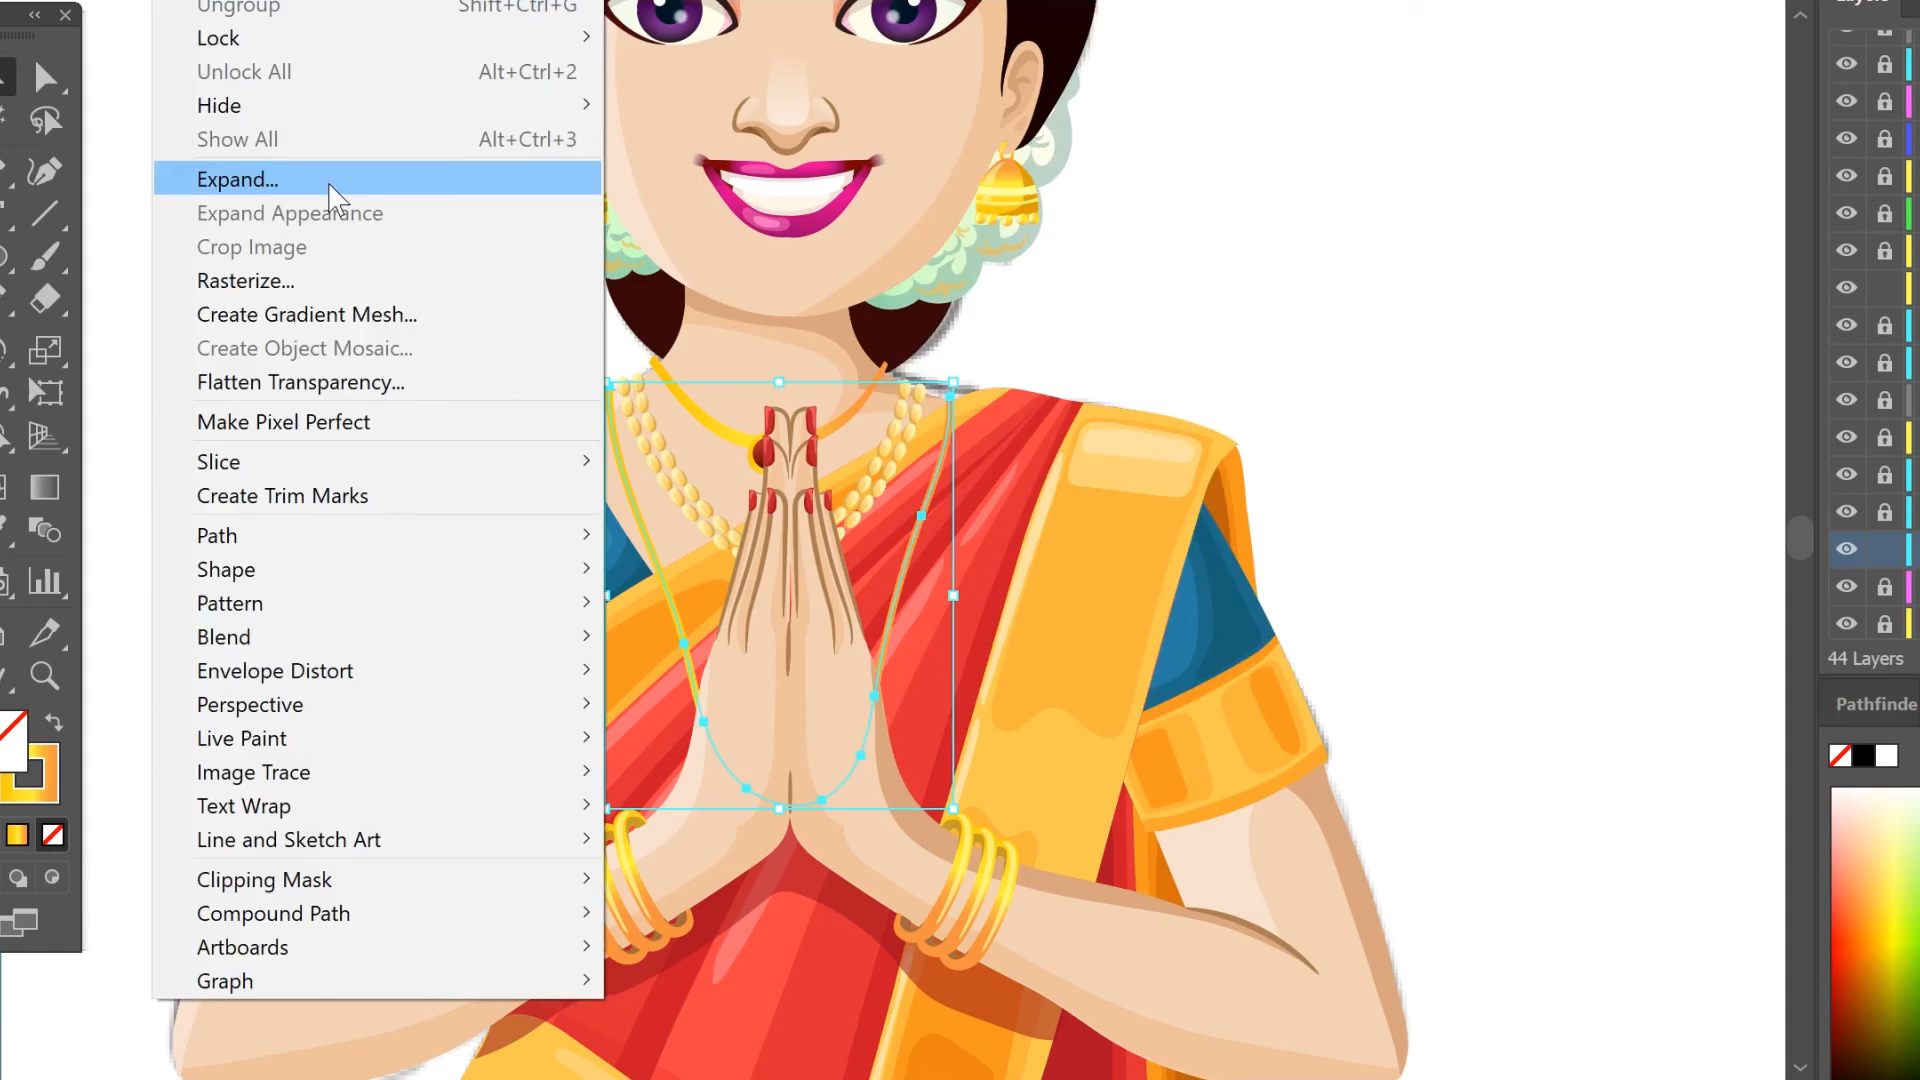 Ungroup Shift+Ctrl+G
Lock
Unlock All Alt+Ctrl+2
Hide
Show All Alt+Ctrl+3
Expand...
Expand Appearance
Crop Image
Rasterize...
Create Gradient Mesh...
Create Object Mosaic...
Flatten Transparency...
Make Pixel Perfect
Slice
Create Trim Marks
Path
Shape
Pattern
Blend
Envelope Distort
Perspective
Live Paint
Image Trace
Text Wrap
Line and Sketch Art
Clipping Mask
Compound Path
Artboards
Graph
Layers
44 Layers
Pathfinde